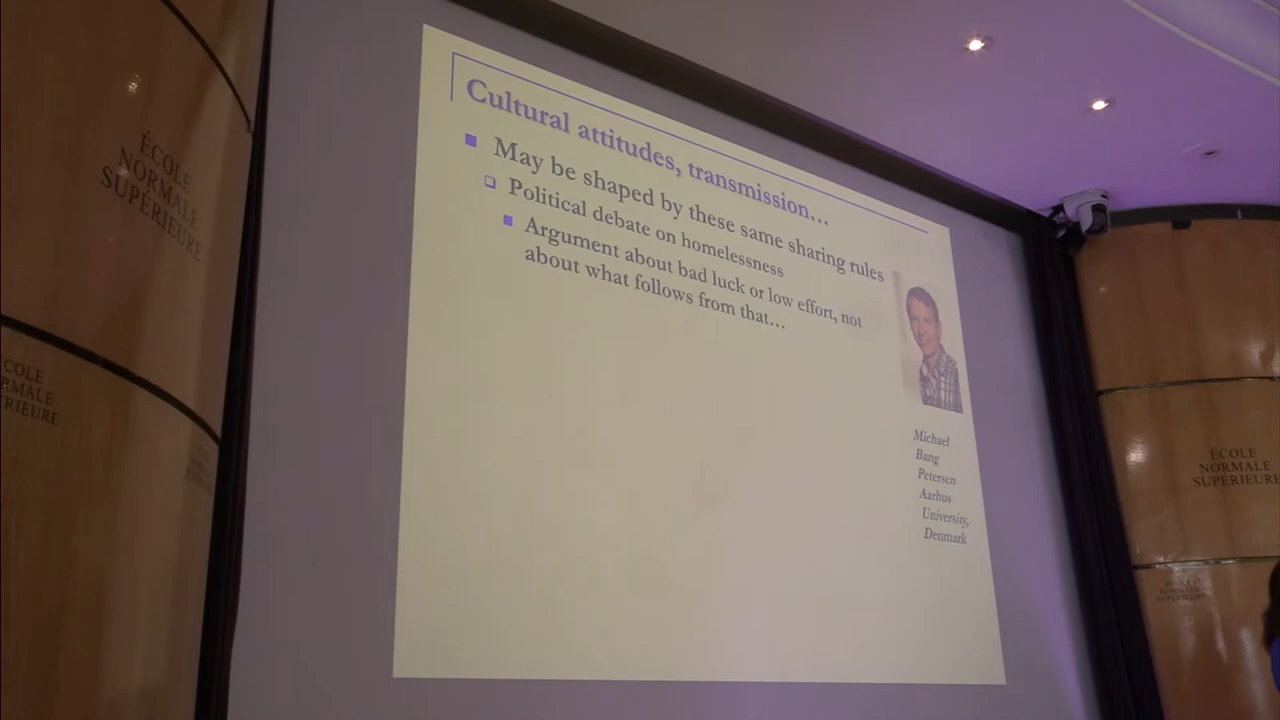 ÉCOLE
NORMALE
SUPÉRIEURE
Cultural attitudes, transmission…
May be shaped by these same sharing rules
Political debate on homelessness
Argument about bad luck or low effort, not
about what follows from that…
Michael
Bang
Petersen
Aarhus
University,
Denmark
ÉCOLE
NORMALE
SUPÉRIEURE